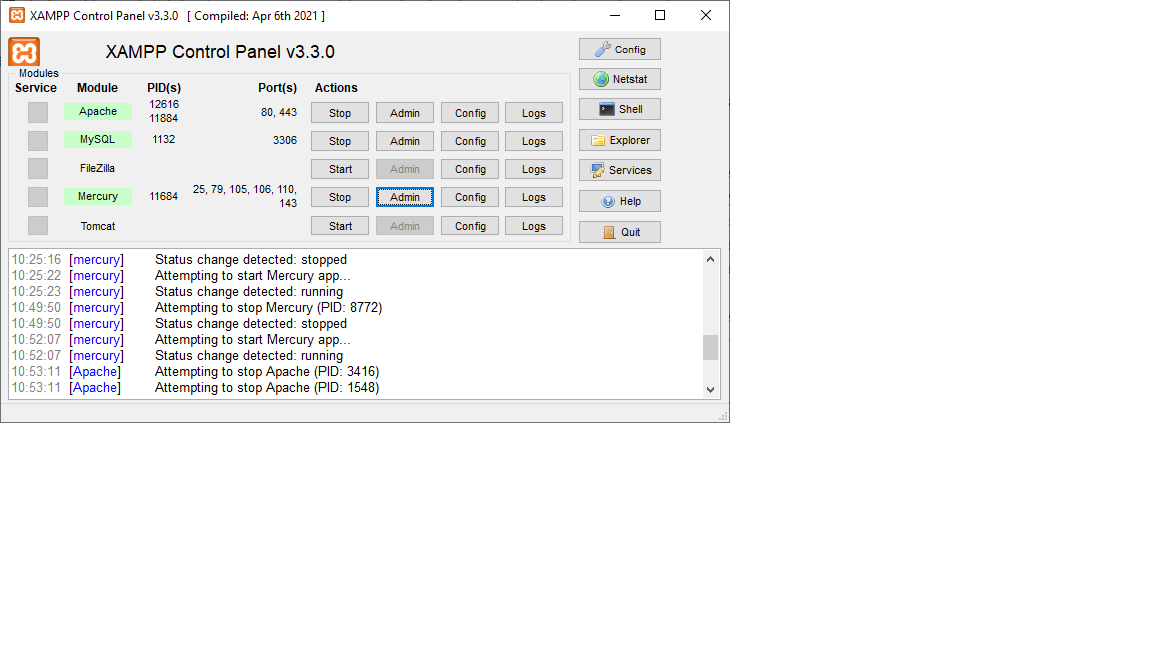 XAMPP Control Panel v3.3.0 [ Compiled: Apr 6th 2021 ]
XAMPP Control Panel v3.3.0
Config
Modules
Service Module PID(s) Port(s) Actions
Netstat
Apache 12616 11884 80, 443 Stop Admin Config Logs
Shell
MySQL 1132 3306 Stop Admin Config Logs
Explorer
FileZilla Start Admin Config Logs
Services
Mercury 11684 25, 79, 105, 106, 110, 143 Stop Admin Config Logs
Help
Tomcat Start Admin Config Logs
Quit
10:25:16 [mercury] Status change detected: stopped
10:25:22 [mercury] Attempting to start Mercury app...
10:25:23 [mercury] Status change detected: running
10:49:50 [mercury] Attempting to stop Mercury (PID: 8772)
10:49:50 [mercury] Status change detected: stopped
10:52:07 [mercury] Attempting to start Mercury app...
10:52:07 [mercury] Status change detected: running
10:53:11 [Apache] Attempting to stop Apache (PID: 3416)
10:53:11 [Apache] Attempting to stop Apache (PID: 1548)